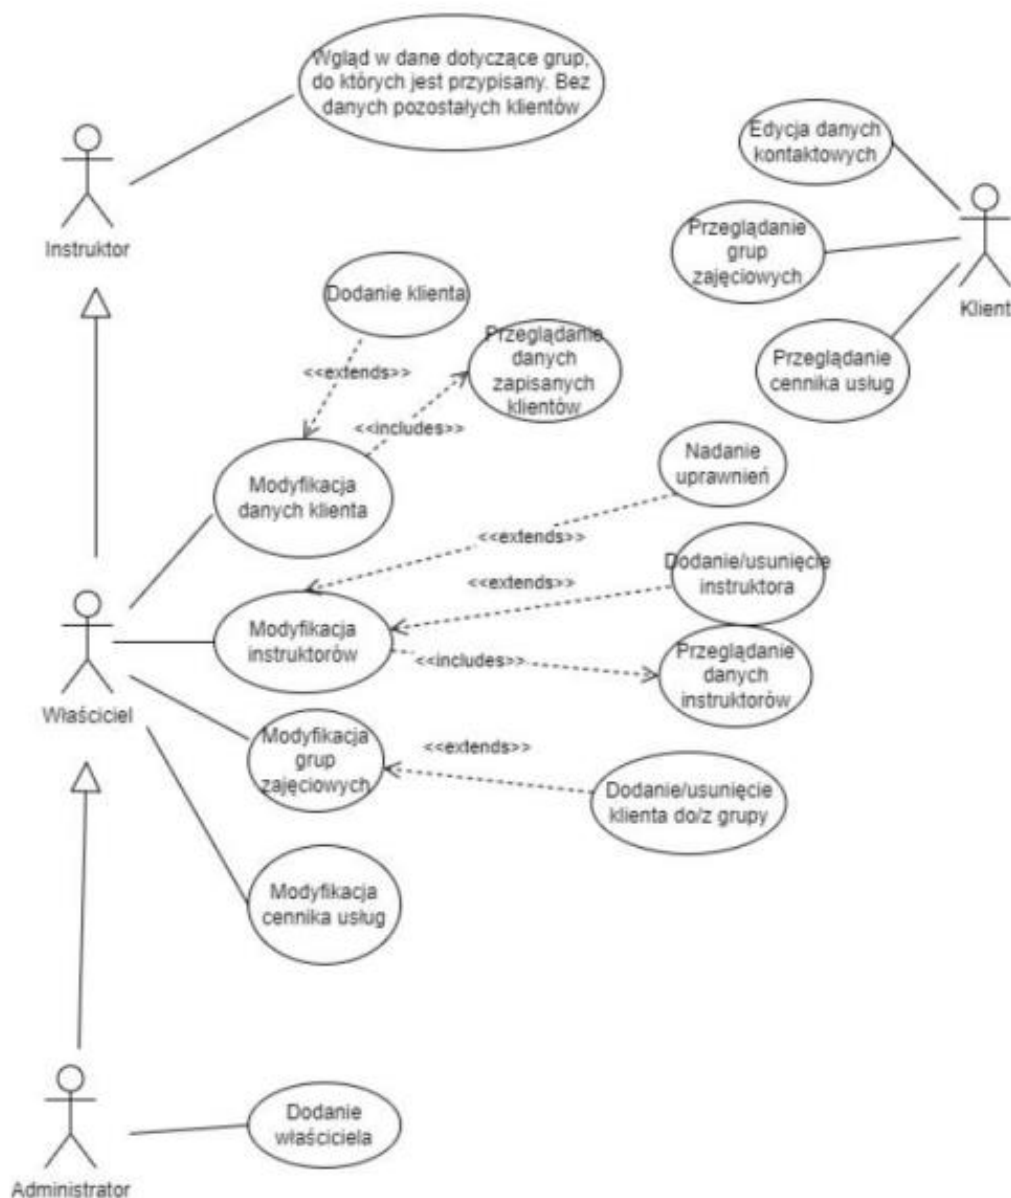 Wgląd w dane dotyczące grup,
do których jest przypisany. Bez
danych pozostałych klientów
Edycja danych
kontaktowych
Instruktor
Przeglądanie
grup
zajęciowych
Klient
Dodanie klienta
Przeglądanie
danych
zapisanych
klientów
Przeglądanie
cennika usług
<<extends>>
<<includes>>
Modyfikacja
danych klienta
Nadanie
uprawnień
<<extends>>
Dodanie/usunięcie
instruktora
<<extends>>
Modyfikacja
instruktorów
<<includes>>
Przeglądanie
danych
instruktorów
Właściciel
Modyfikacja
grup
zajęciowych
<<extends>>
Dodanie/usunięcie
klienta do/z grupy
Modyfikacja
cennika usług
Dodanie
właściciela
Administrator